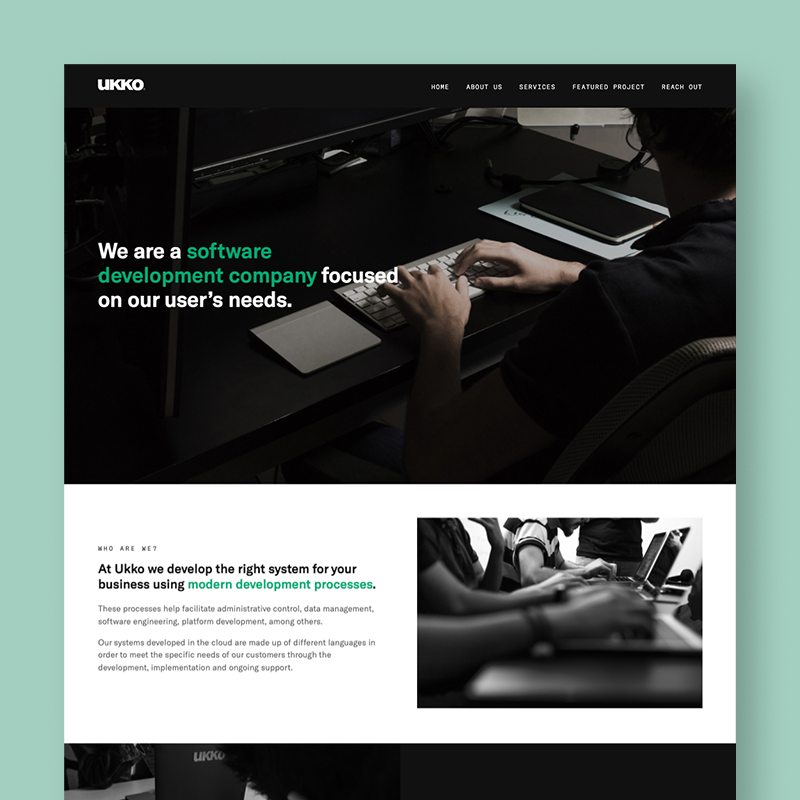 UKKO
HOME ABOUT US SERVICES FEATURED PROJECT REACH OUT
We are a software
development company focused
on our user's needs.
WHO ARE WE?
At Ukko we develop the right system for your
business using modern development processes.
These processes help facilitate administrative control, data management,
software engineering, platform development, among others.
Our systems developed in the cloud are made up of different languages in
order to meet the specific needs of our customers through the
development, implementation and ongoing support.
UKKO